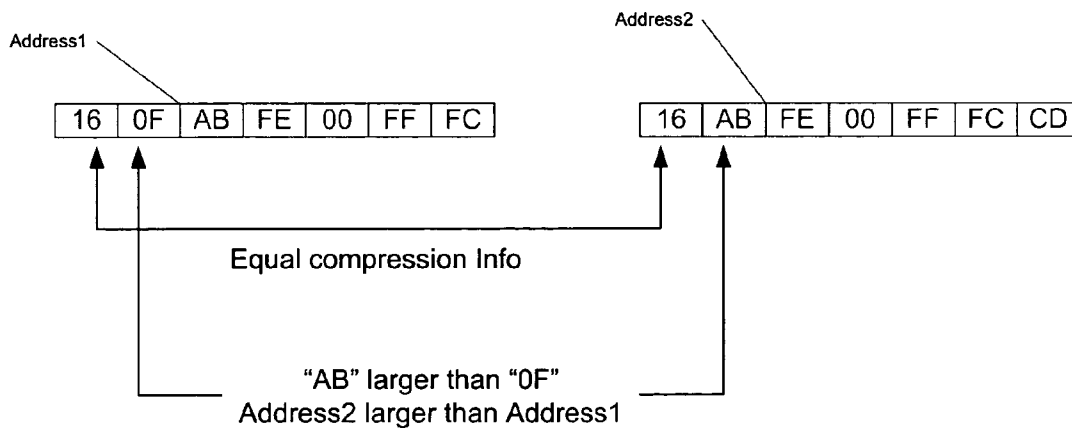 Address1
Address2
16 0F AB FE 00 FF FC
16 AB FE 00 FF FC CD
Equal compression Info
“AB” larger than “0F”
Address2 larger than Address1